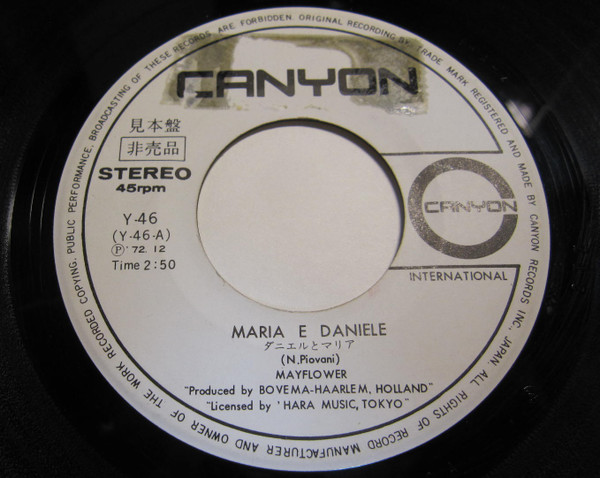 PUBLIC PERFORMANCE, BROADCASTING OF THESE RECORDS ARE FORBIDDEN. ORIGINAL RECORDING BY. TRADE MARK REGISTERED AND MADE BY CANYON RECORDS INC., JAPAN. ALL RIGHTS OF RECORD MANUFACTURER AND OWNER OF THE WORK RECORDED COPYING.
CANYON
見本盤
非売品
STEREO
45rpm
CANYON
INTERNATIONAL
Y-46
(Y-46-A)
Ⓟ'72.12
Time 2:50
MARIA E DANIELE
ダニエルとマリア
(N.Piovani)
MAYFLOWER
"Produced by BOVEMA-HAARLEM, HOLLAND"
"Licensed by 'HARA MUSIC, TOKYO"